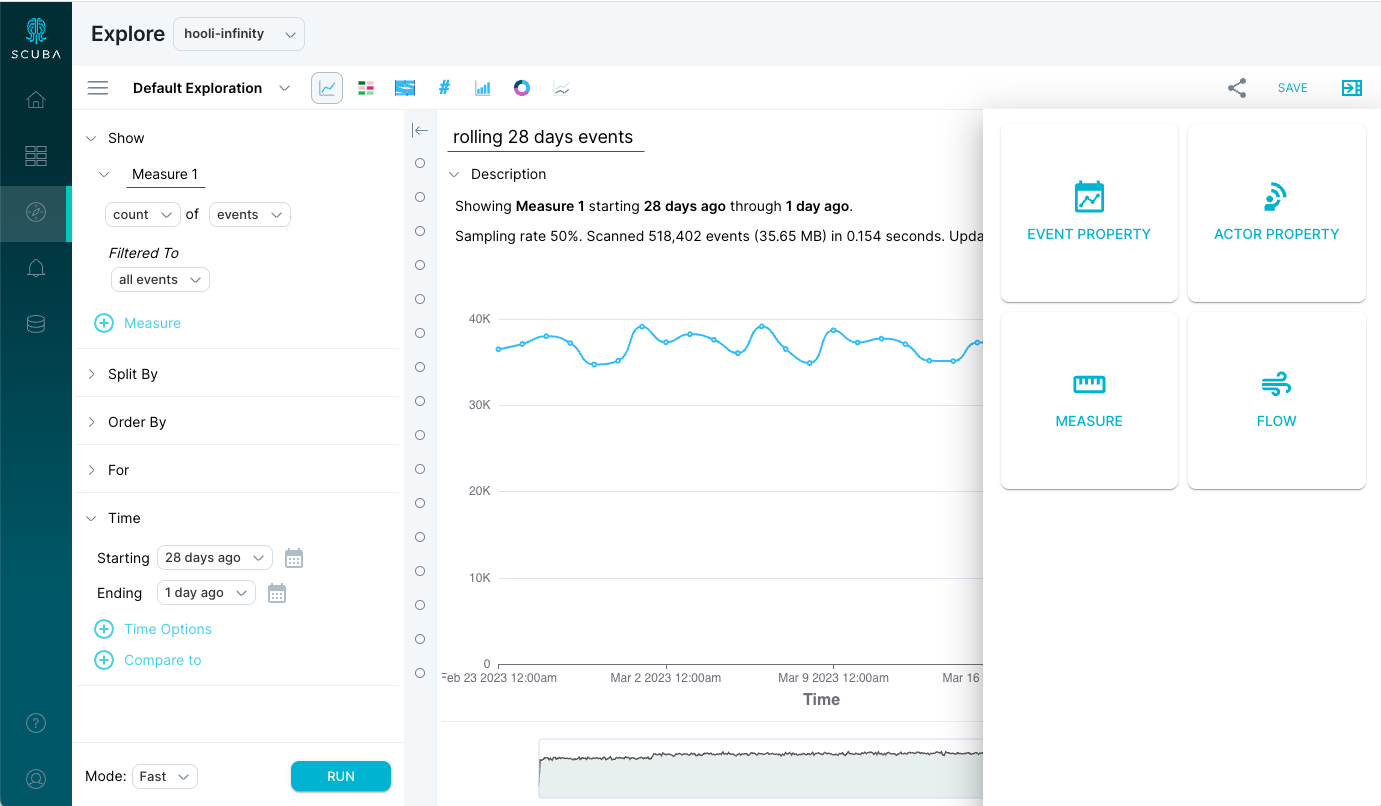 SCUBA
Explore
hooli-infinity
Default Exploration
#
SAVE
Show
Measure 1
count of events
Filtered To
all events
Measure
Split By
Order By
For
Time
Starting 28 days ago
Ending 1 day ago
Time Options
Compare to
Mode: Fast
RUN
?
rolling 28 days events
Description
Showing Measure 1 starting 28 days ago through 1 day ago.
Sampling rate 50%. Scanned 518,402 events (35.65 MB) in 0.154 seconds. Upda
40K
30K
20K
10K
0
Feb 23 2023 12:00am Mar 2 2023 12:00am Mar 9 2023 12:00am Mar 16
Time
EVENT PROPERTY
ACTOR PROPERTY
MEASURE
FLOW